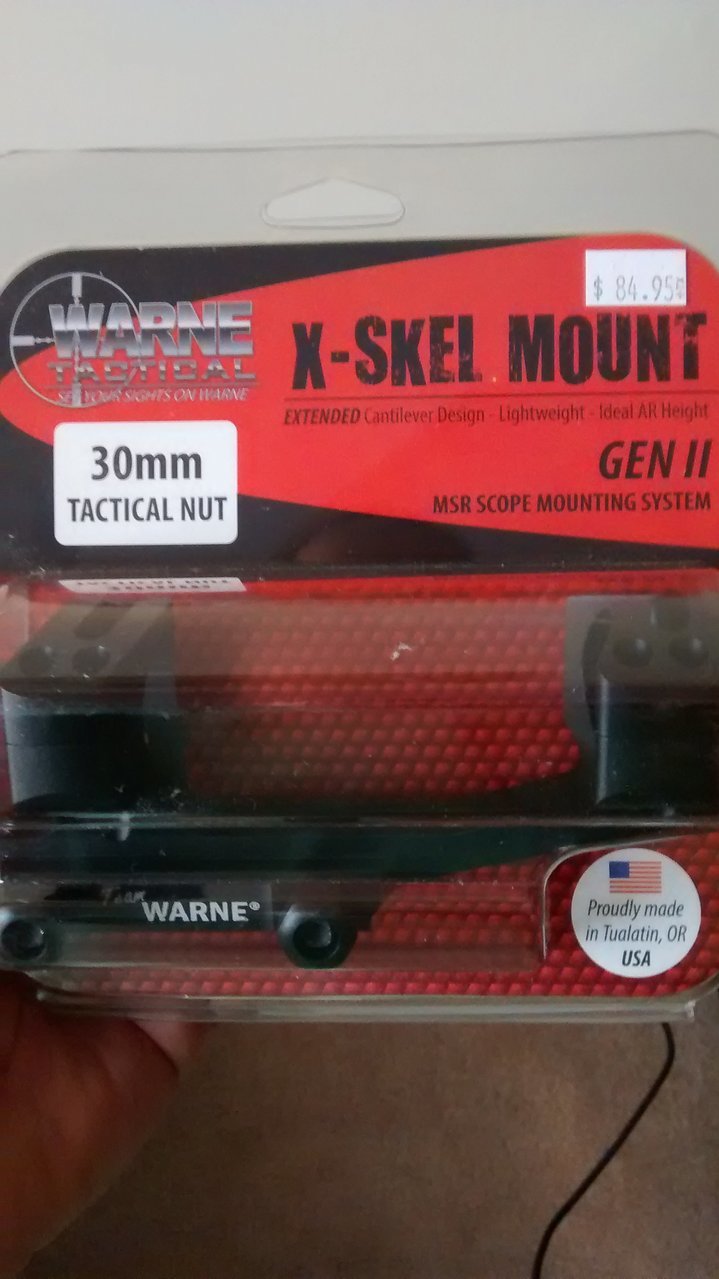 $ 84.95
WARNE
TACTICAL
SET YOUR SIGHTS ON WARNE
X-SKEL MOUNT
EXTENDED Cantilever Design - Lightweight - Ideal AR Height
30mm
TACTICAL NUT
GEN II
MSR SCOPE MOUNTING SYSTEM
WARNE®
Proudly made
in Tualatin, OR
USA